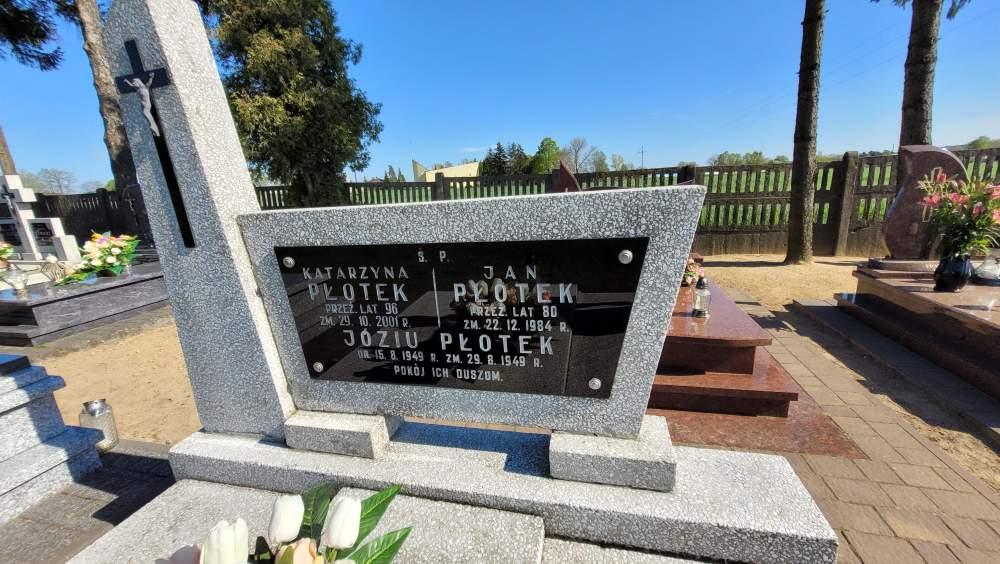 Ś. P.
KATARZYNA
PŁOTEK
PRZEŻ. LAT 96
ZM. 29. 10. 2001 R.
JAN
PŁOTEK
PRZEŻ. LAT 80
ZM. 22. 12. 1984 R.
JÓZIU PŁOTEK
UR. 15. 8. 1949 R. ZM. 29. 8. 1949 R.
POKÓJ ICH DUSZOM.